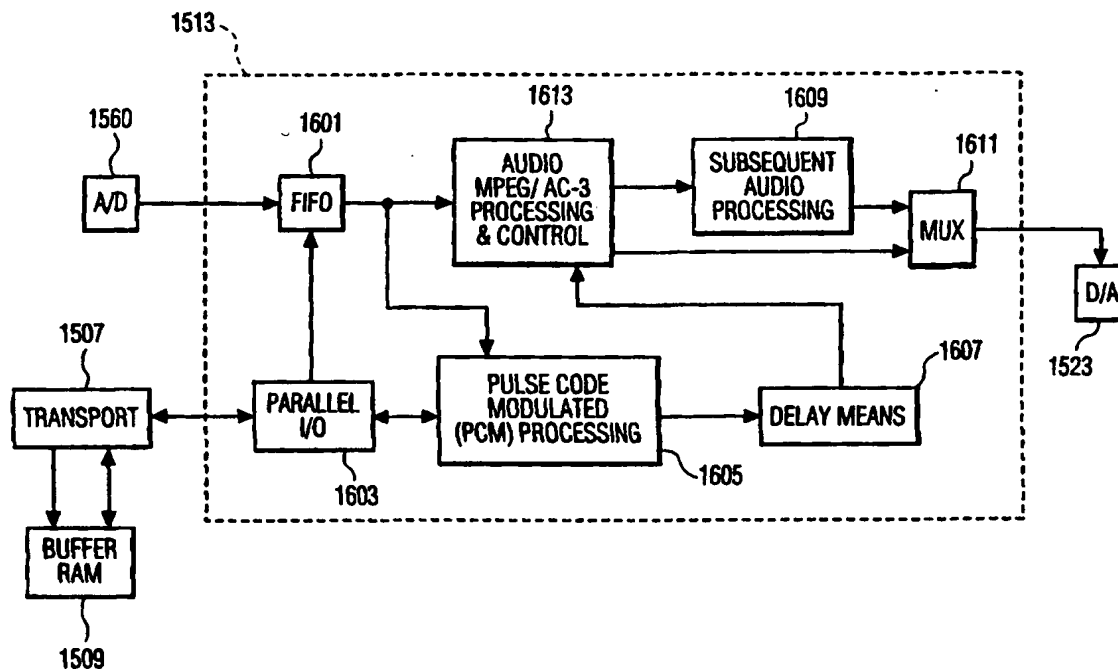 1513
1560
A/D
1601
FIFO
1613
AUDIO
MPEG/ AC-3
PROCESSING
& CONTROL
1609
SUBSEQUENT
AUDIO
PROCESSING
1611
MUX
D/A
1523
1507
TRANSPORT
PARALLEL
I/O
1603
PULSE CODE
MODULATED
(PCM) PROCESSING
1605
1607
DELAY MEANS
BUFFER
RAM
1509